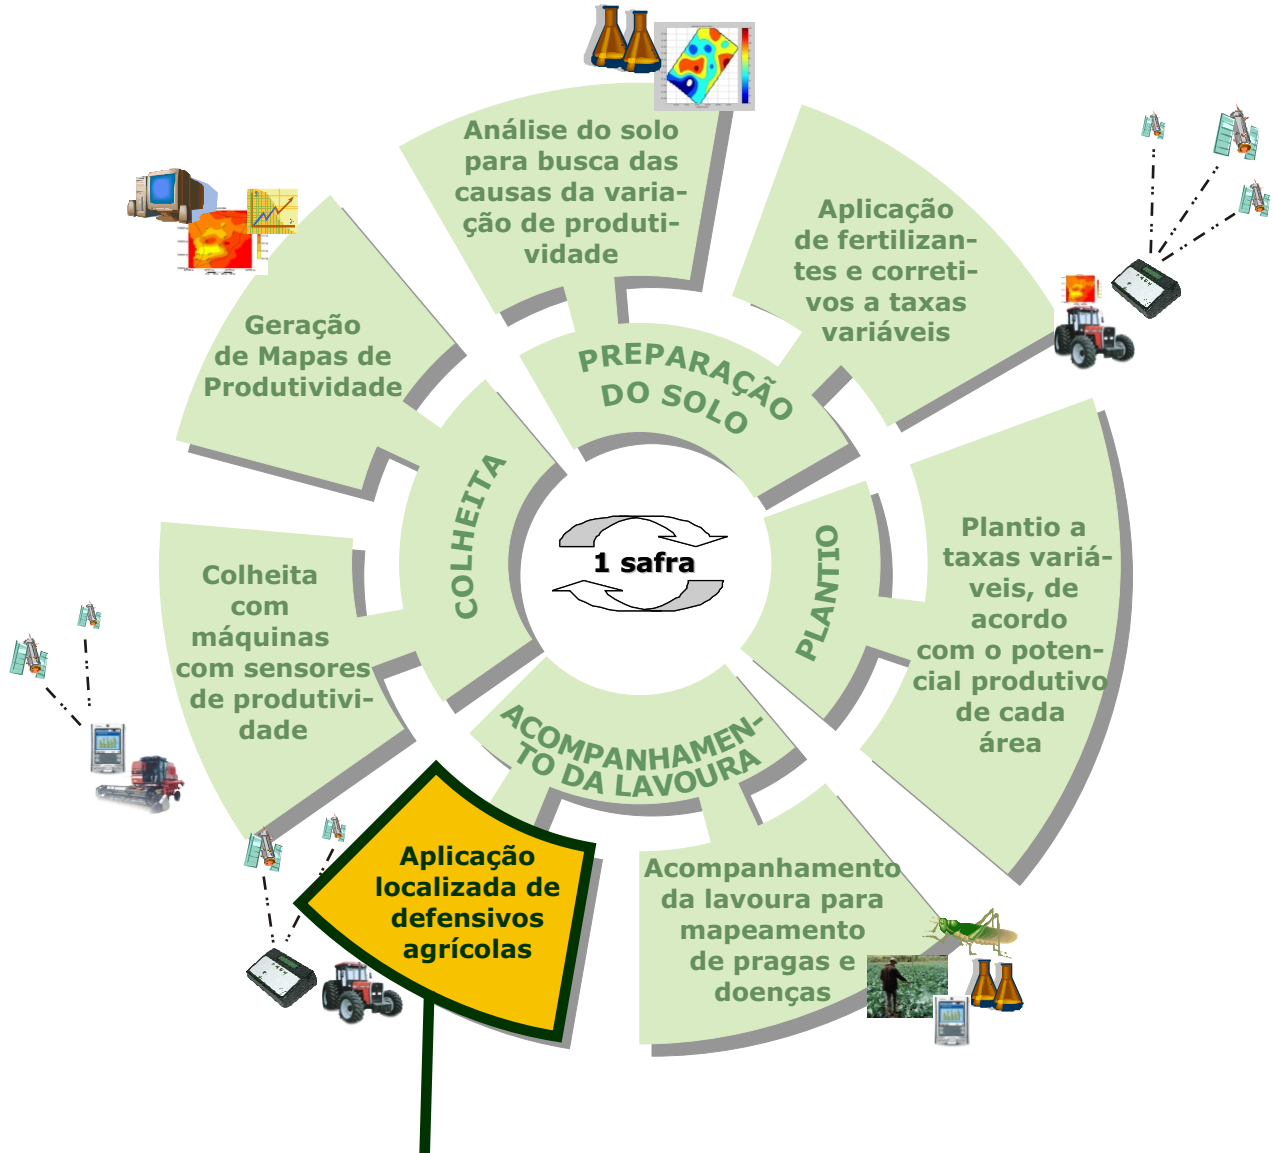 Análise do solo
para busca das
causas da varia-
ção de produti-
vidade
Aplicação
de fertilizan-
tes e correti-
vos a taxas
variáveis
Geração
de Mapas de
Produtividade
PREPARAÇÃO
DO SOLO
COLHEITA
PLANTIO
1 safra
Plantio a
taxas variá-
veis, de
acordo
com o poten-
cial produtivo
de cada
área
Colheita
com
máquinas
com sensores
de produtivi-
dade
ACOMPANHAMEN-
TO DA LAVOURA
Aplicação
localizada de
defensivos
agrícolas
Acompanhamento
da lavoura para
mapeamento
de pragas e
doenças